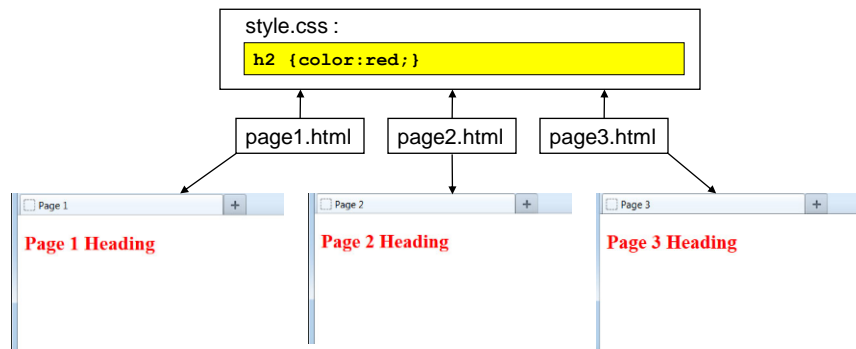 style.css :
h2 {color:red;}
page1.html
page2.html
page3.html
Page 1
+
Page 2
+
Page 3
+
Page 1 Heading
Page 2 Heading
Page 3 Heading